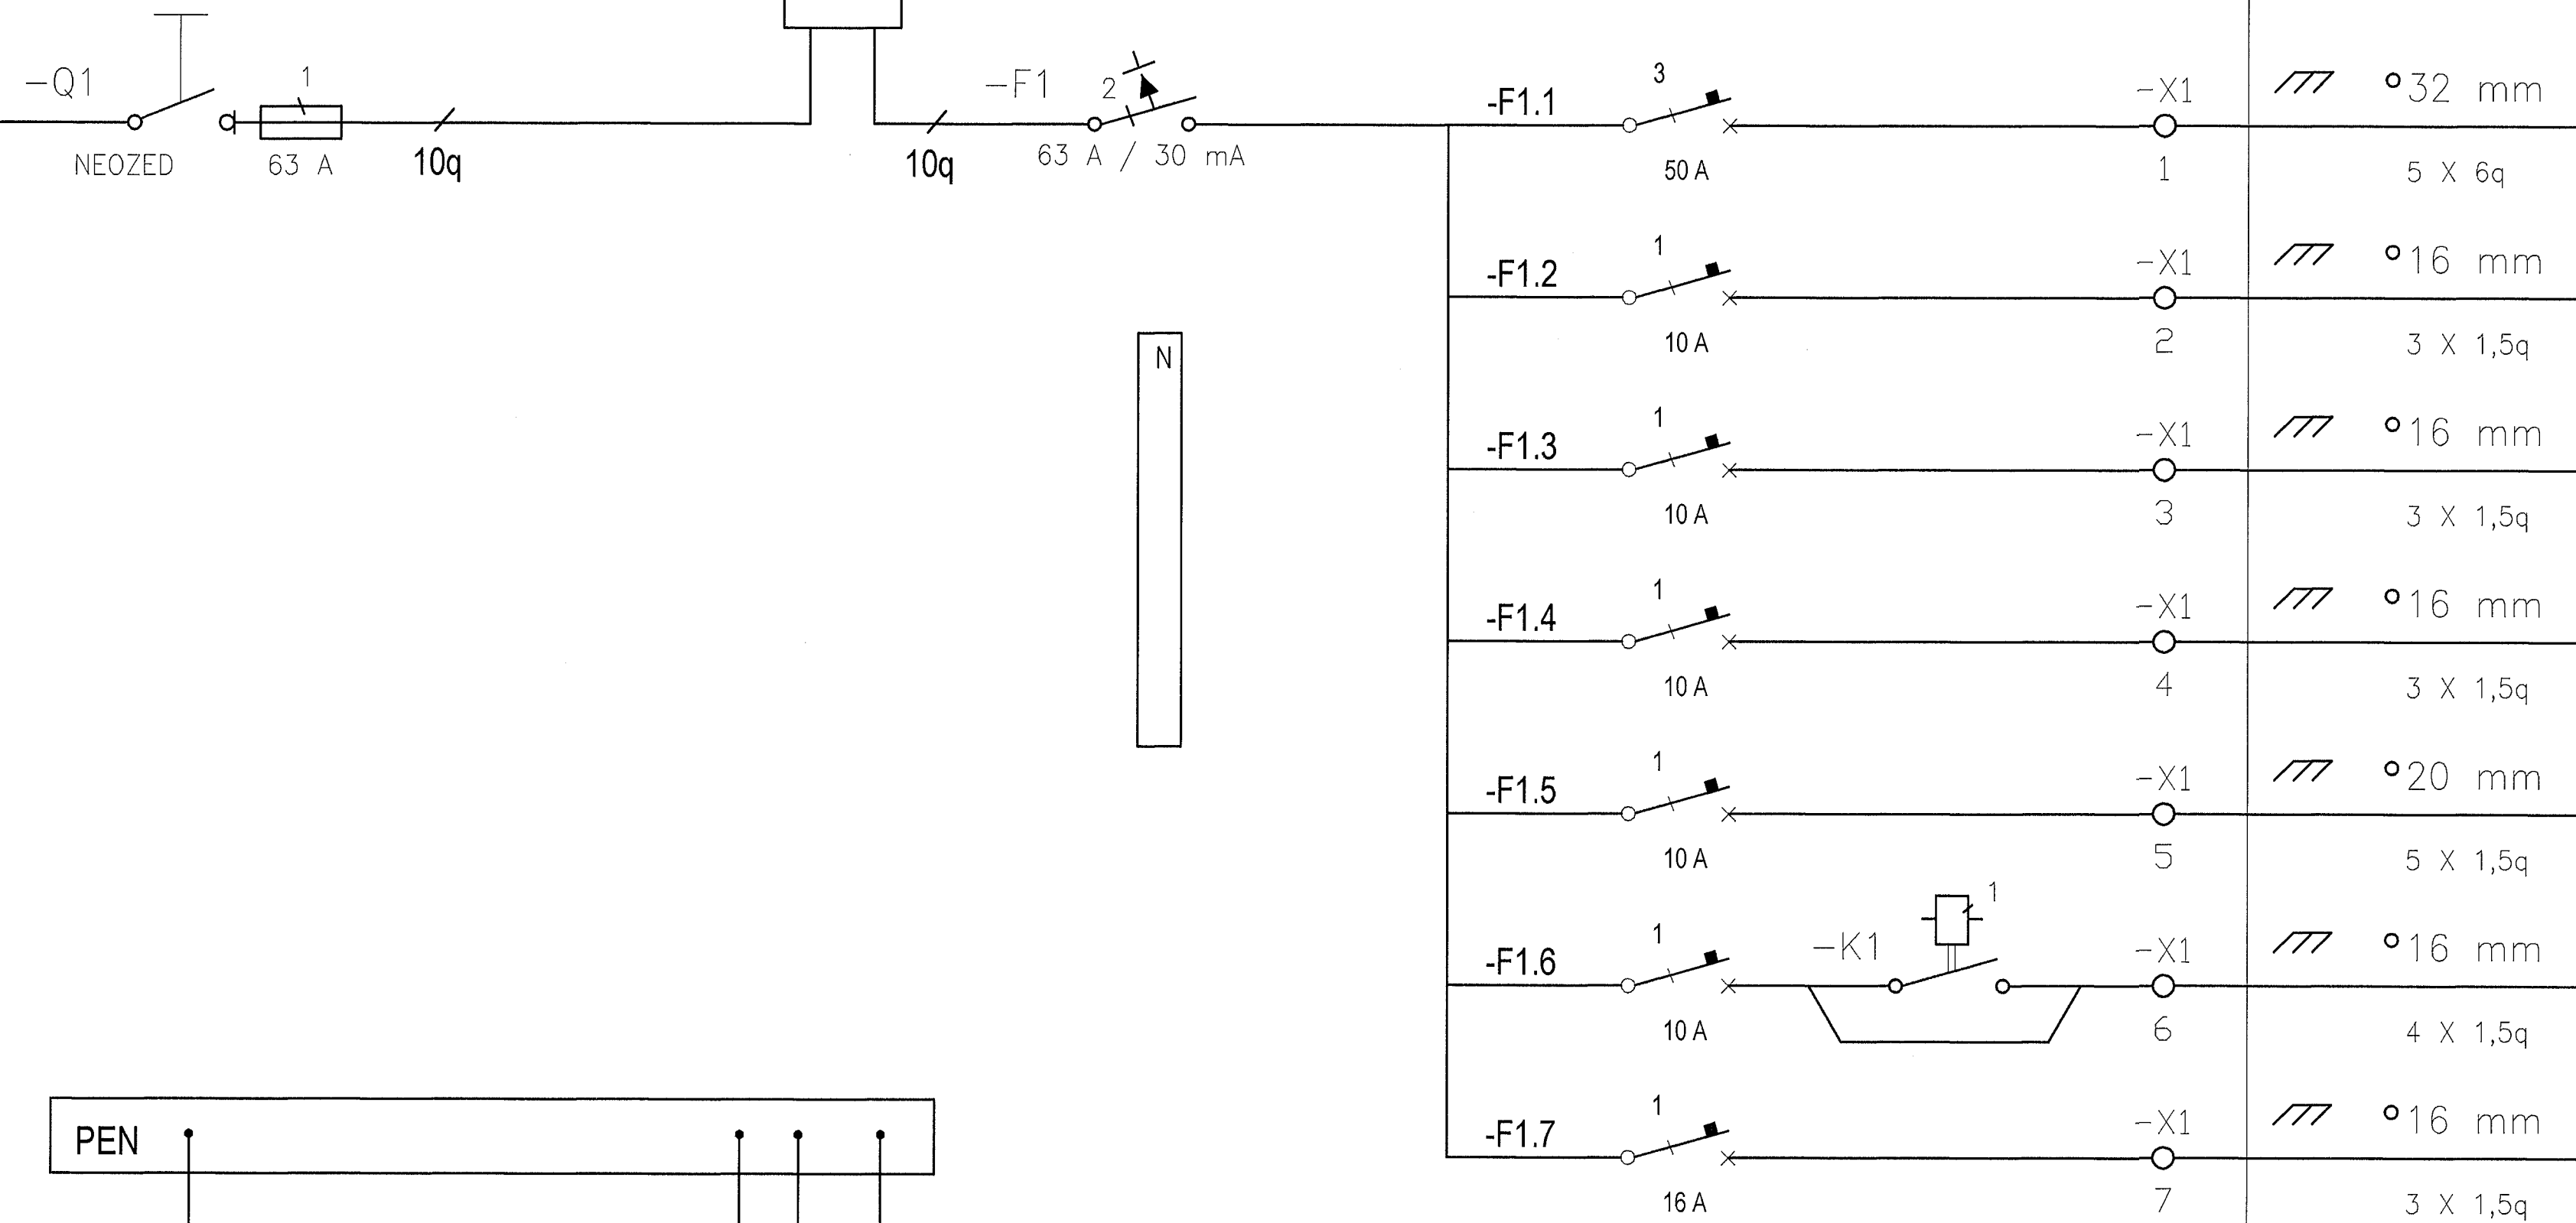 -Q1
1
NEOZED
63 A
10q
10q
-F1
2
63 A / 30 mA
-F1.1
3
50 A
-X1
1
32 mm
5 X 6q
-F1.2
1
10 A
-X1
2
16 mm
3 X 1,5q
N
-F1.3
1
10 A
-X1
3
16 mm
3 X 1,5q
-F1.4
1
10 A
-X1
4
16 mm
3 X 1,5q
-F1.5
1
10 A
-X1
5
20 mm
5 X 1,5q
-F1.6
1
10 A
-K1
1
-X1
6
16 mm
4 X 1,5q
PEN
-F1.7
1
16 A
-X1
7
16 mm
3 X 1,5q